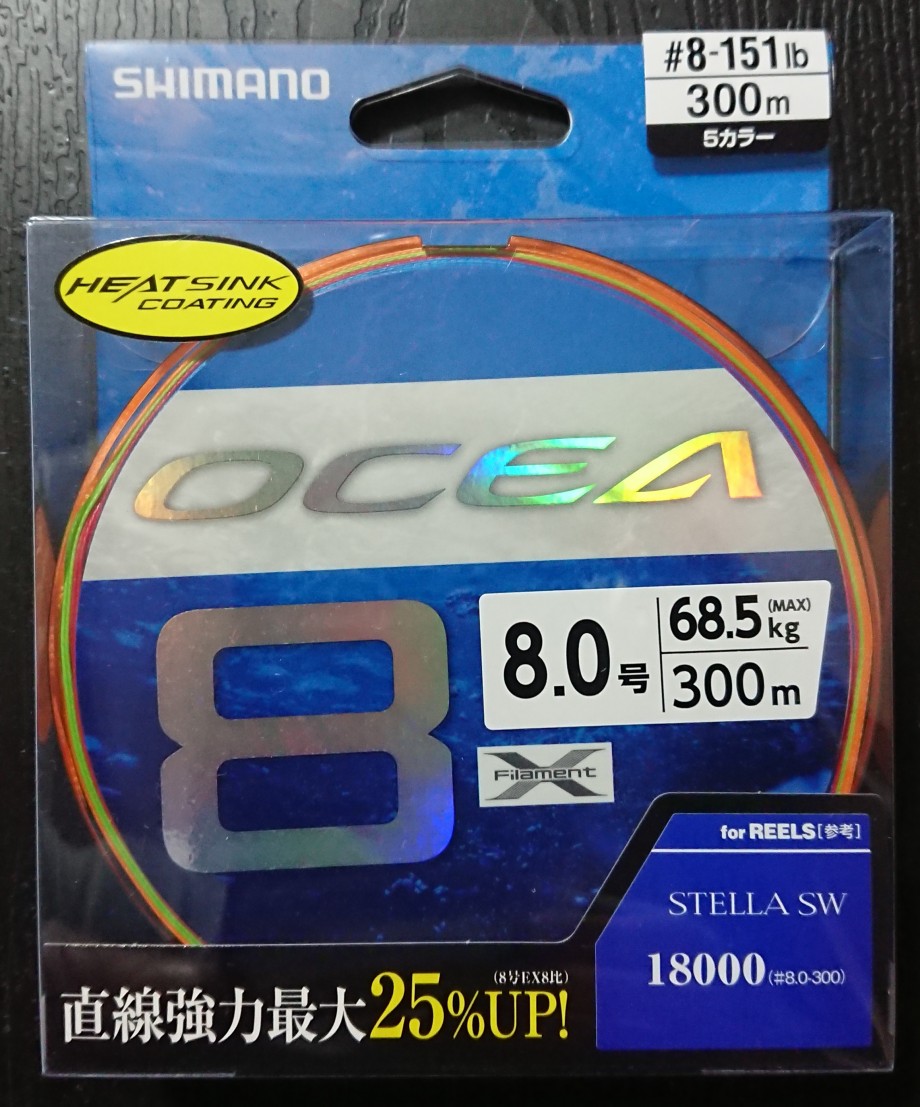 SHIMANO
#8-151lb
300m
5カラー
HEATSINK
COATING
OCEA
8
8.0号
68.5kg(MAX)
300m
X
Filament
for REELS[参考]
STELLA SW
18000(#8.0-300)
(8号EX8比)
直線強力最大25%UP!